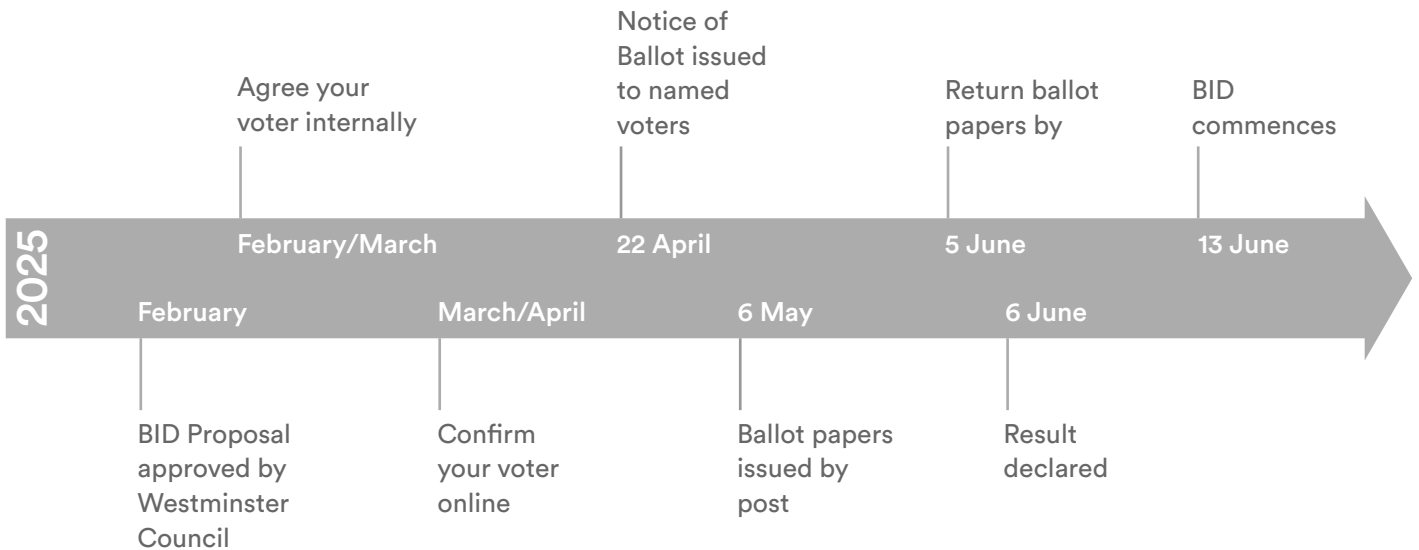 Notice of
Ballot issued
to named
voters
Agree your
voter internally
Return ballot
papers by
BID
commences
2025
February/March
22 April
5 June
13 June
February
March/April
6 May
6 June
BID Proposal
approved by
Westminster
Council
Confirm
your voter
online
Ballot papers
issued by
post
Result
declared